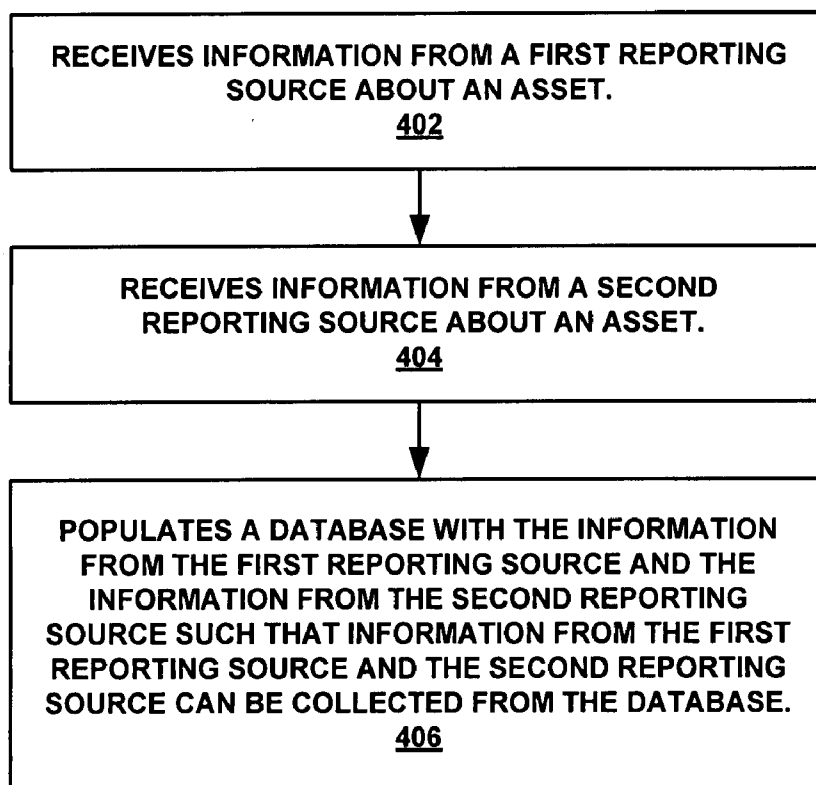 RECEIVES INFORMATION FROM A FIRST REPORTING
SOURCE ABOUT AN ASSET.
402
RECEIVES INFORMATION FROM A SECOND
REPORTING SOURCE ABOUT AN ASSET.
404
POPULATES A DATABASE WITH THE INFORMATION
FROM THE FIRST REPORTING SOURCE AND THE
INFORMATION FROM THE SECOND REPORTING
SOURCE SUCH THAT INFORMATION FROM THE FIRST
REPORTING SOURCE AND THE SECOND REPORTING
SOURCE CAN BE COLLECTED FROM THE DATABASE.
406